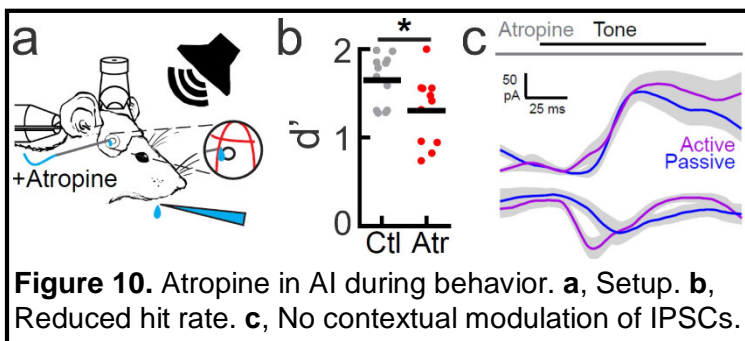 a
+Atropine
b
*
2
1
0
d'
Ctl Atr
c
Atropine Tone
50
pA
25 ms
Active
Passive
Figure 10. Atropine in AI during behavior. a, Setup. b,
Reduced hit rate. c, No contextual modulation of IPSCs.